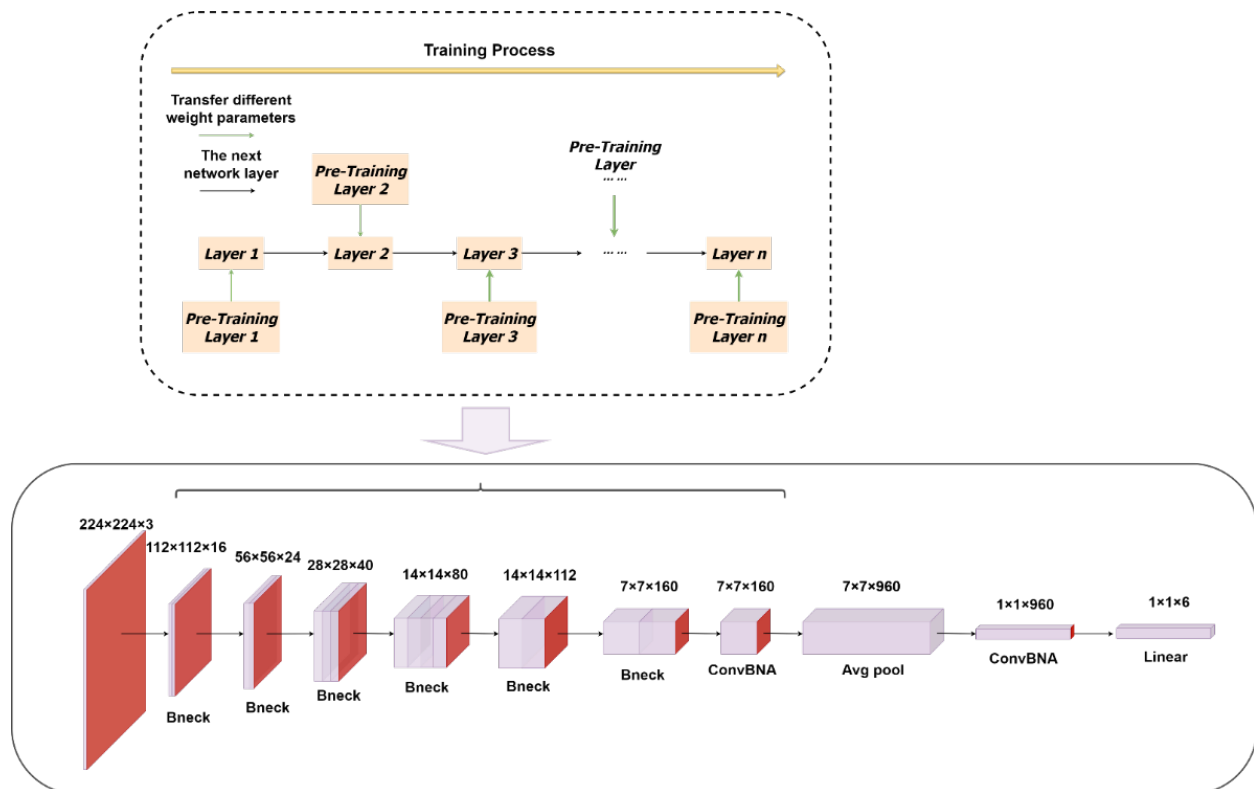 Training Process
Transfer different
weight parameters
The next
network layer
Pre-Training
Layer 2
Pre-Training
Layer
... ...
Layer 1
Layer 2
Layer 3
... ...
Layer n
Pre-Training
Layer 1
Pre-Training
Layer 3
Pre-Training
Layer n
224×224×3
112×112×16
56×56×24
28×28×40
14×14×80
14×14×112
7×7×160
7×7×160
7×7×960
1×1×960
1×1×6
Bneck
Bneck
Bneck
Bneck
Bneck
Bneck
ConvBNA
Avg pool
ConvBNA
Linear